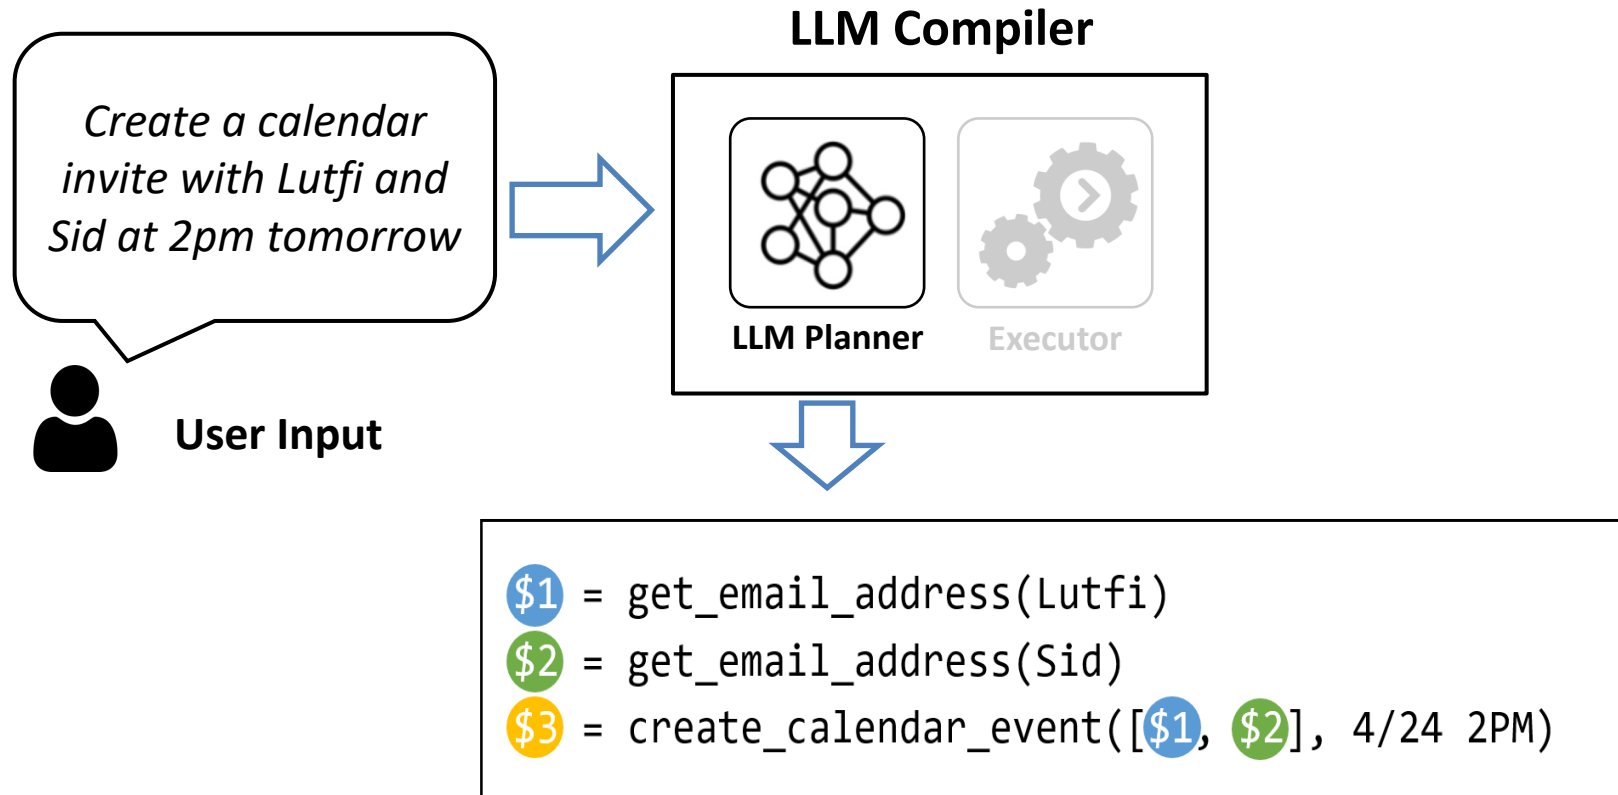 LLM Compiler
Create a calendar
invite with Lutfi and
Sid at 2pm tomorrow
LLM Planner
Executor
User Input
$1 = get_email_address(Lutfi)
$2 = get_email_address(Sid)
$3 = create_calendar_event([$1, $2], 4/24 2PM)